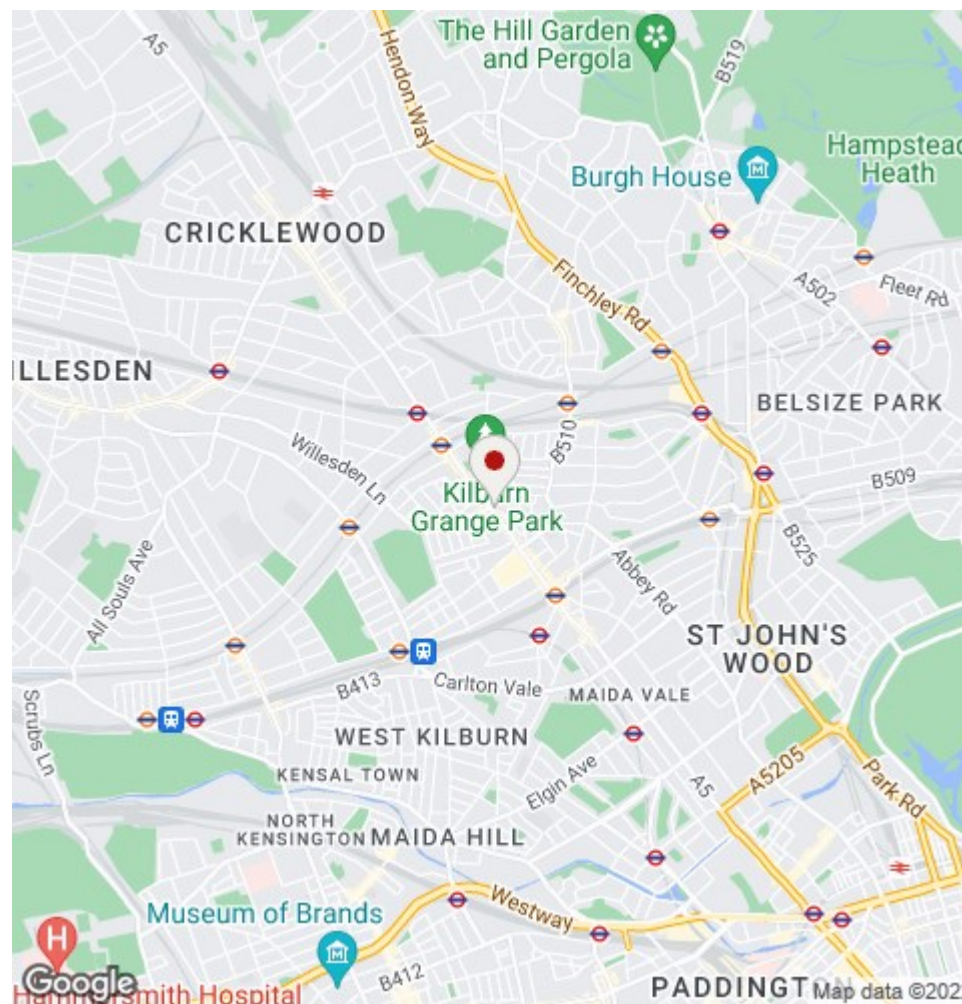 The Hill Garden
and Pergola
A5
Hendon Way
B519
Hampstead
Heath
Burgh House
CRICKLEWOOD
Finchley Rd
A502
Fleet Rd
ILLESDEN
BELSIZE PARK
B510
Willesden Ln
B509
Kilburn
Grange Park
B525
All Souls Ave
Abbey Rd
ST JOHN'S
WOOD
B413
Carlton Vale
MAIDA VALE
Scrubs Ln
WEST KILBURN
KENSAL TOWN
Elgin Ave
A5
A5205
Park Rd
NORTH
KENSINGTON
MAIDA HILL
Museum of Brands
Westway
H
B412
Google
Hammersmith Hospital
PADDINGT
Map data ©202